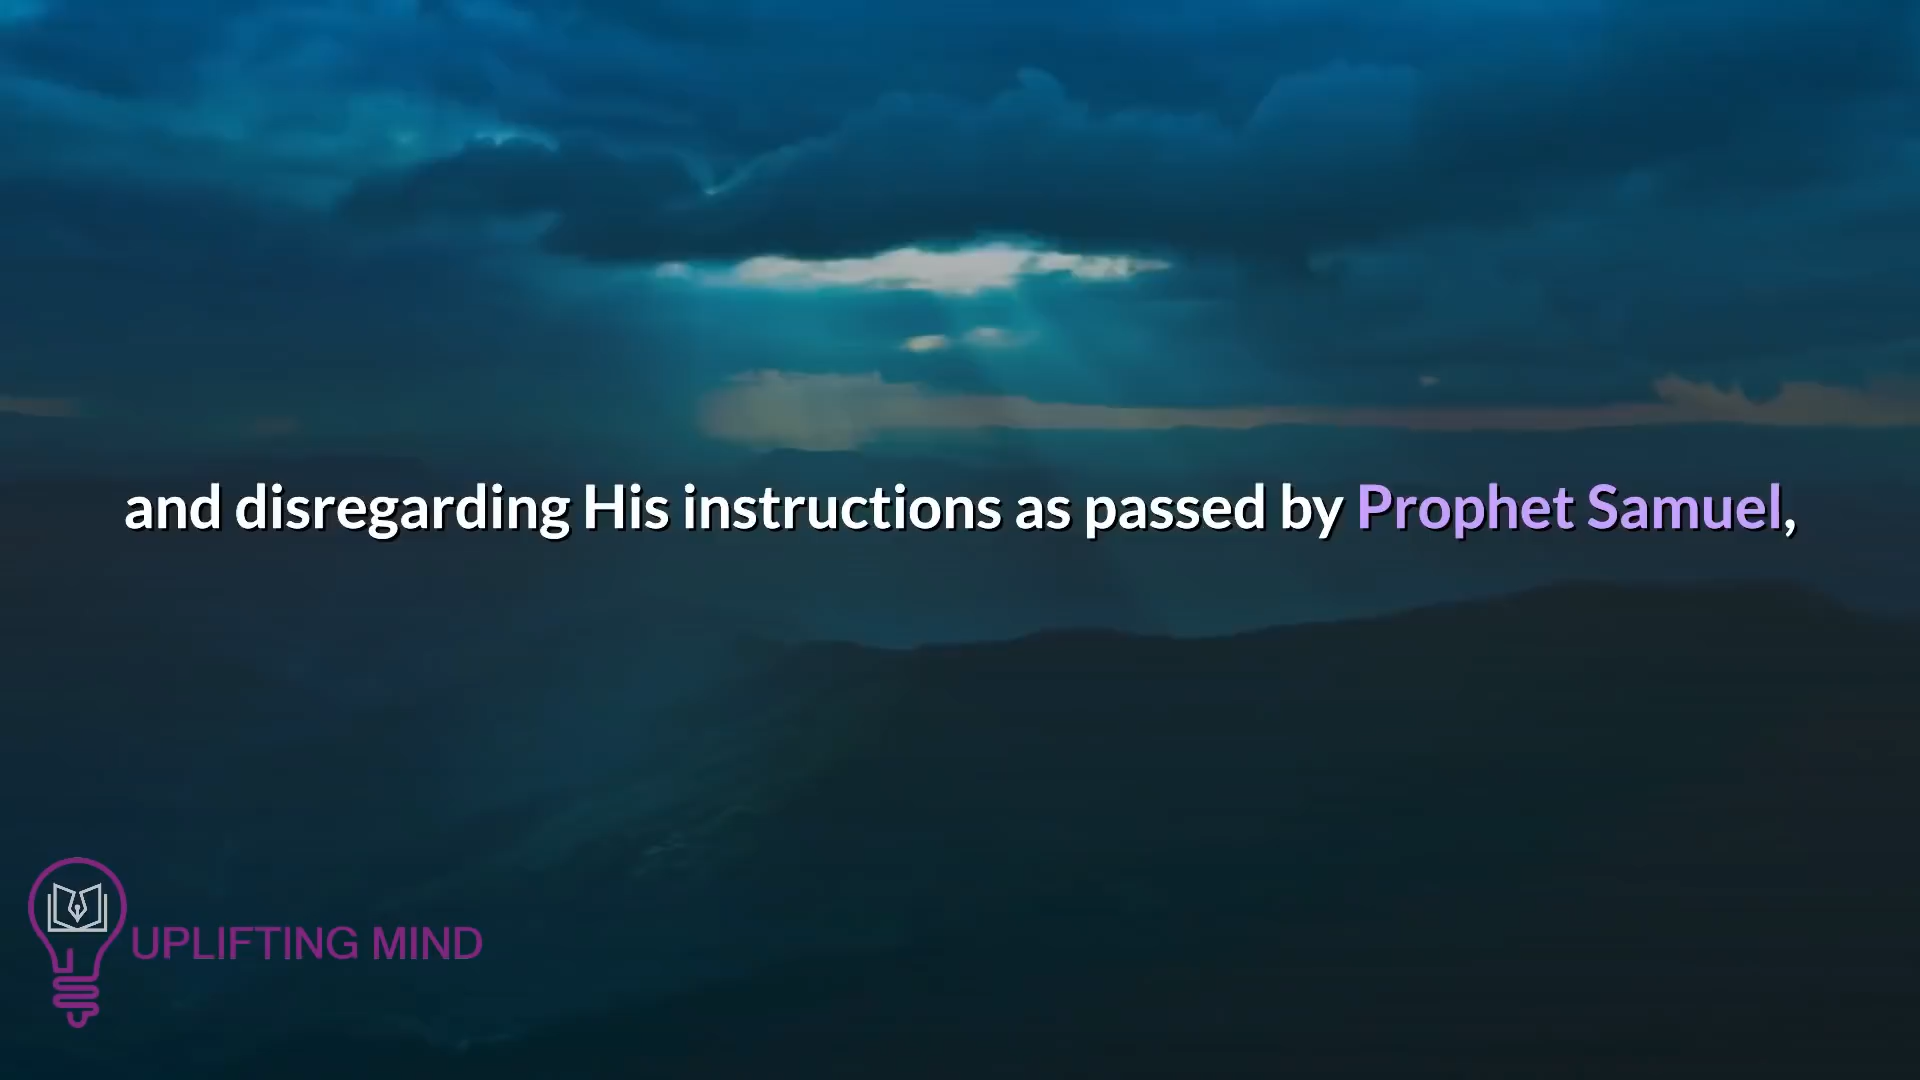 and disregarding His instructions as passed by Prophet Samuel,
UPLIFTING MIND